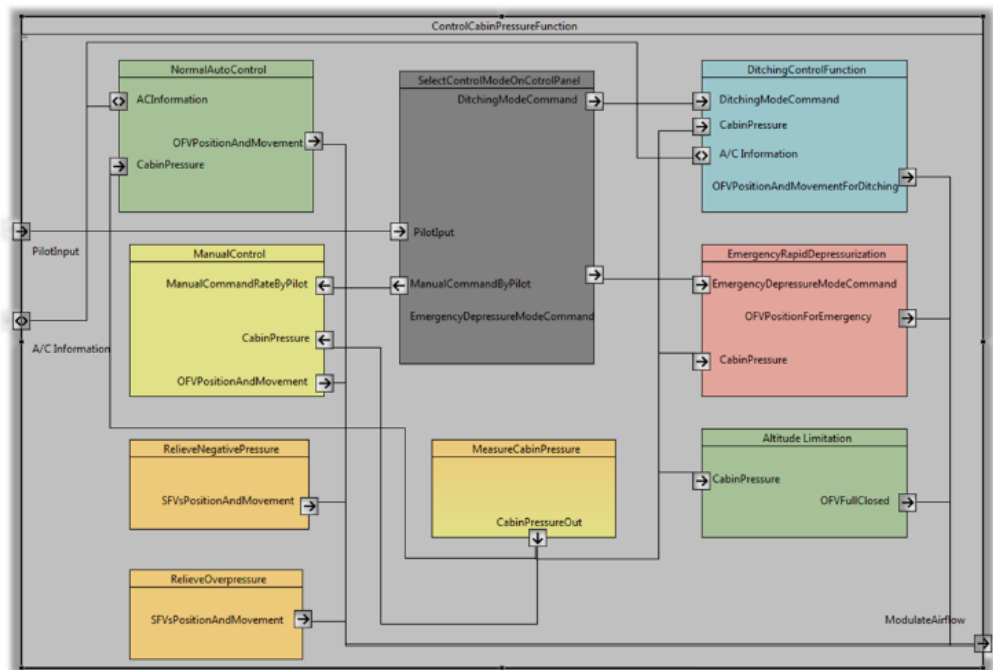 ControlCabinPressureFunction
NormalAutoControl
ACInformation
OFVPositionAndMovement
CabinPressure
SelectControlModeOnCotrolPanel
DitchingModeCommand
PilotIput
ManualCommandByPilot
EmergencyDepressureModeCommand
DitchingControlFunction
DitchingModeCommand
CabinPressure
A/C Information
OFVPositionAndMovementForDitching
PilotInput
A/C Information
ManualControl
ManualCommandRateByPilot
CabinPressure
OFVPositionAndMovement
EmergencyRapidDepressurization
EmergencyDepressureModeCommand
OFVPositionForEmergency
CabinPressure
RelieveNegativePressure
SFVsPositionAndMovement
MeasureCabinPressure
CabinPressureOut
Altitude Limitation
CabinPressure
OFVFullClosed
RelieveOverpressure
SFVsPositionAndMovement
ModulateAirflow